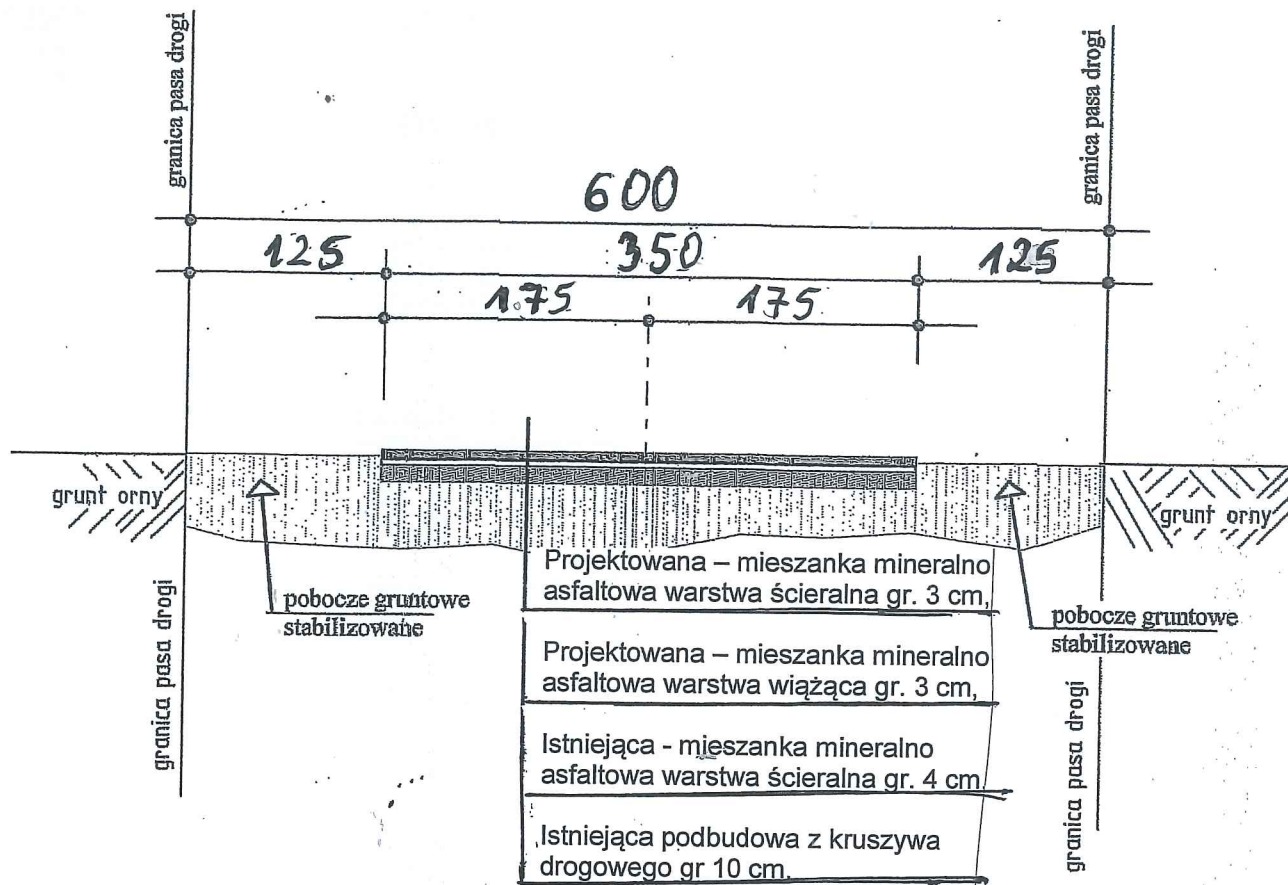 granica pasa drogi
granica pasa drogi
600
125
350
125
175
175
grunt orny
grunt orny
Projektowana – mieszanka mineralno
asfaltowa warstwa ścieralna gr. 3 cm,
pobocze gruntowe
stabilizowane
pobocze gruntowe
stabilizowane
Projektowana – mieszanka mineralno
asfaltowa warstwa wiążąca gr. 3 cm,
Istniejąca - mieszanka mineralno
asfaltowa warstwa ścieralna gr. 4 cm.
Istniejąca podbudowa z kruszywa
drogowego gr 10 cm.
granica pasa drogi
granica pasa drogi